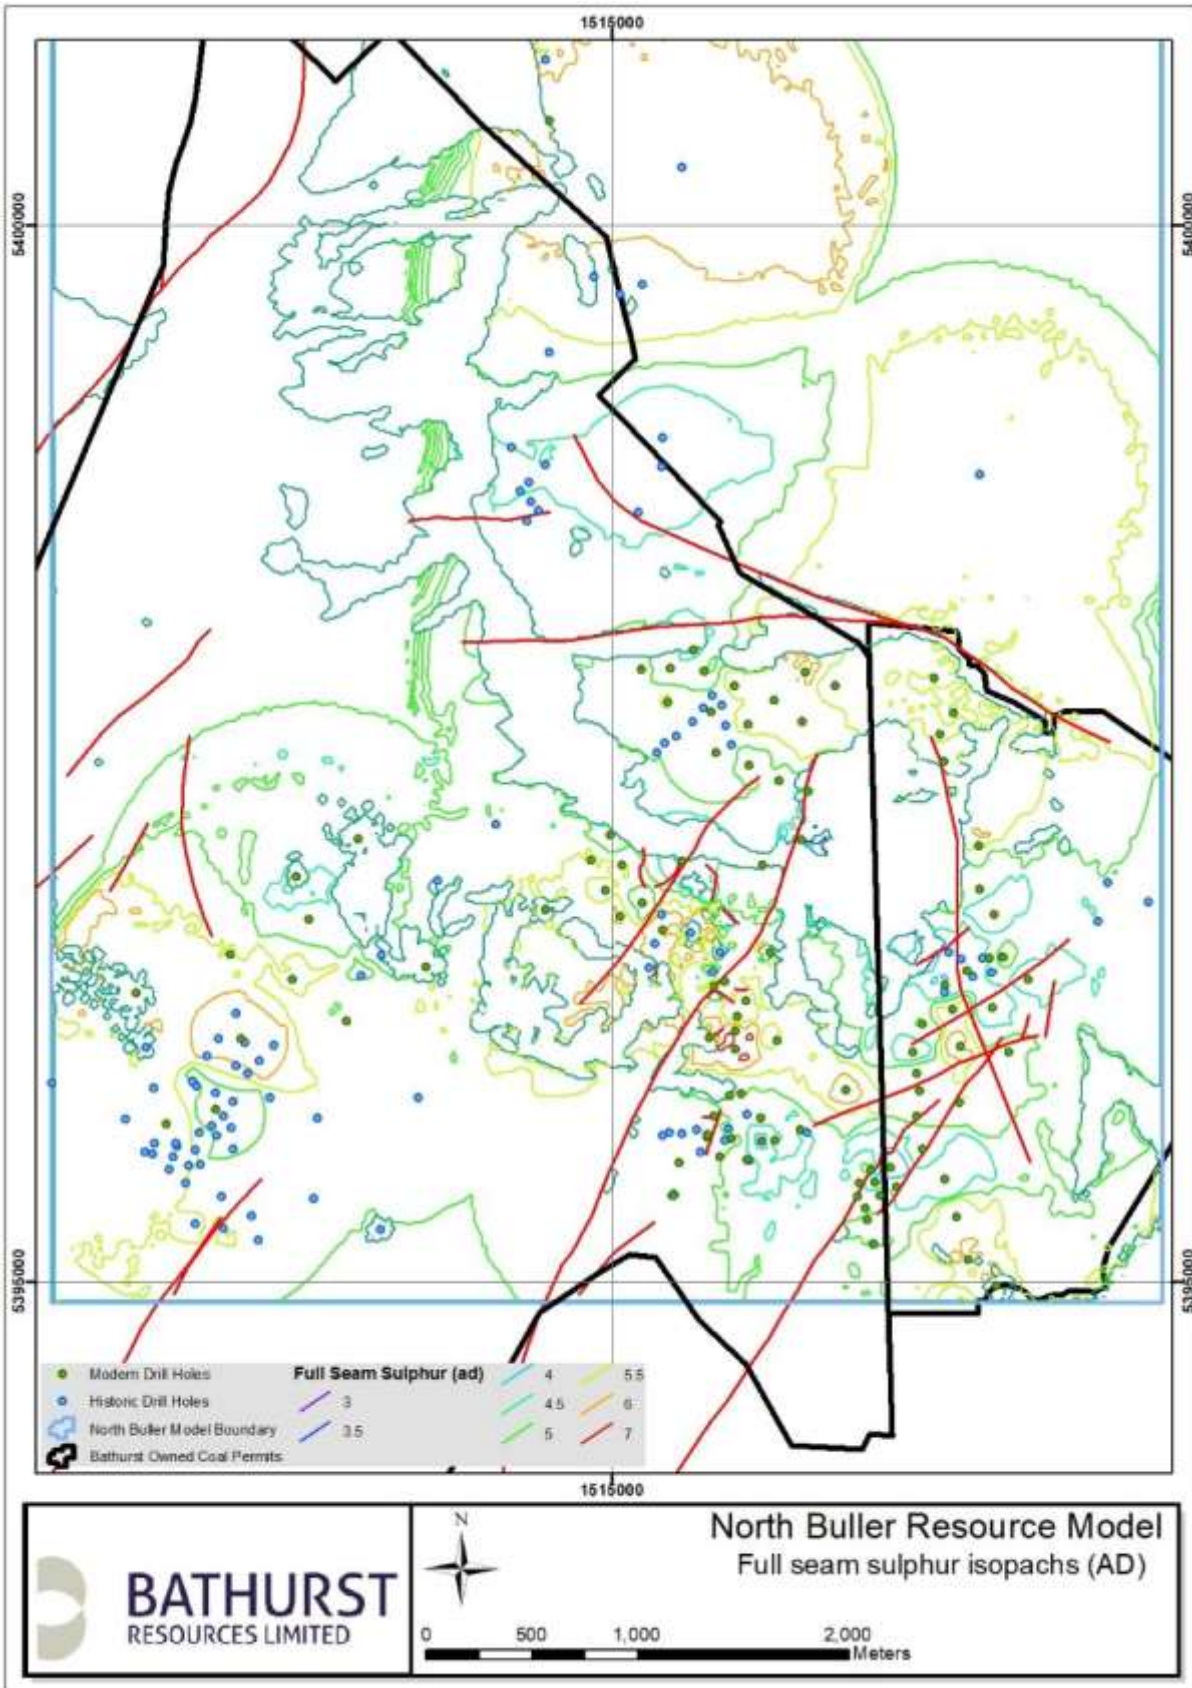 1515000
5400000
5400000
5395000
5395000
Modern Drill Holes
Historic Drill Holes
North Buller Model Boundary
Bathurst Owned Coal Permits
Full Seam Sulphur (ad)
3
3.5
4
4.5
5
5.5
6
7
1515000
BATHURST
RESOURCES LIMITED
N
0 500 1,000 2,000
Meters
North Buller Resource Model
Full seam sulphur isopachs (AD)